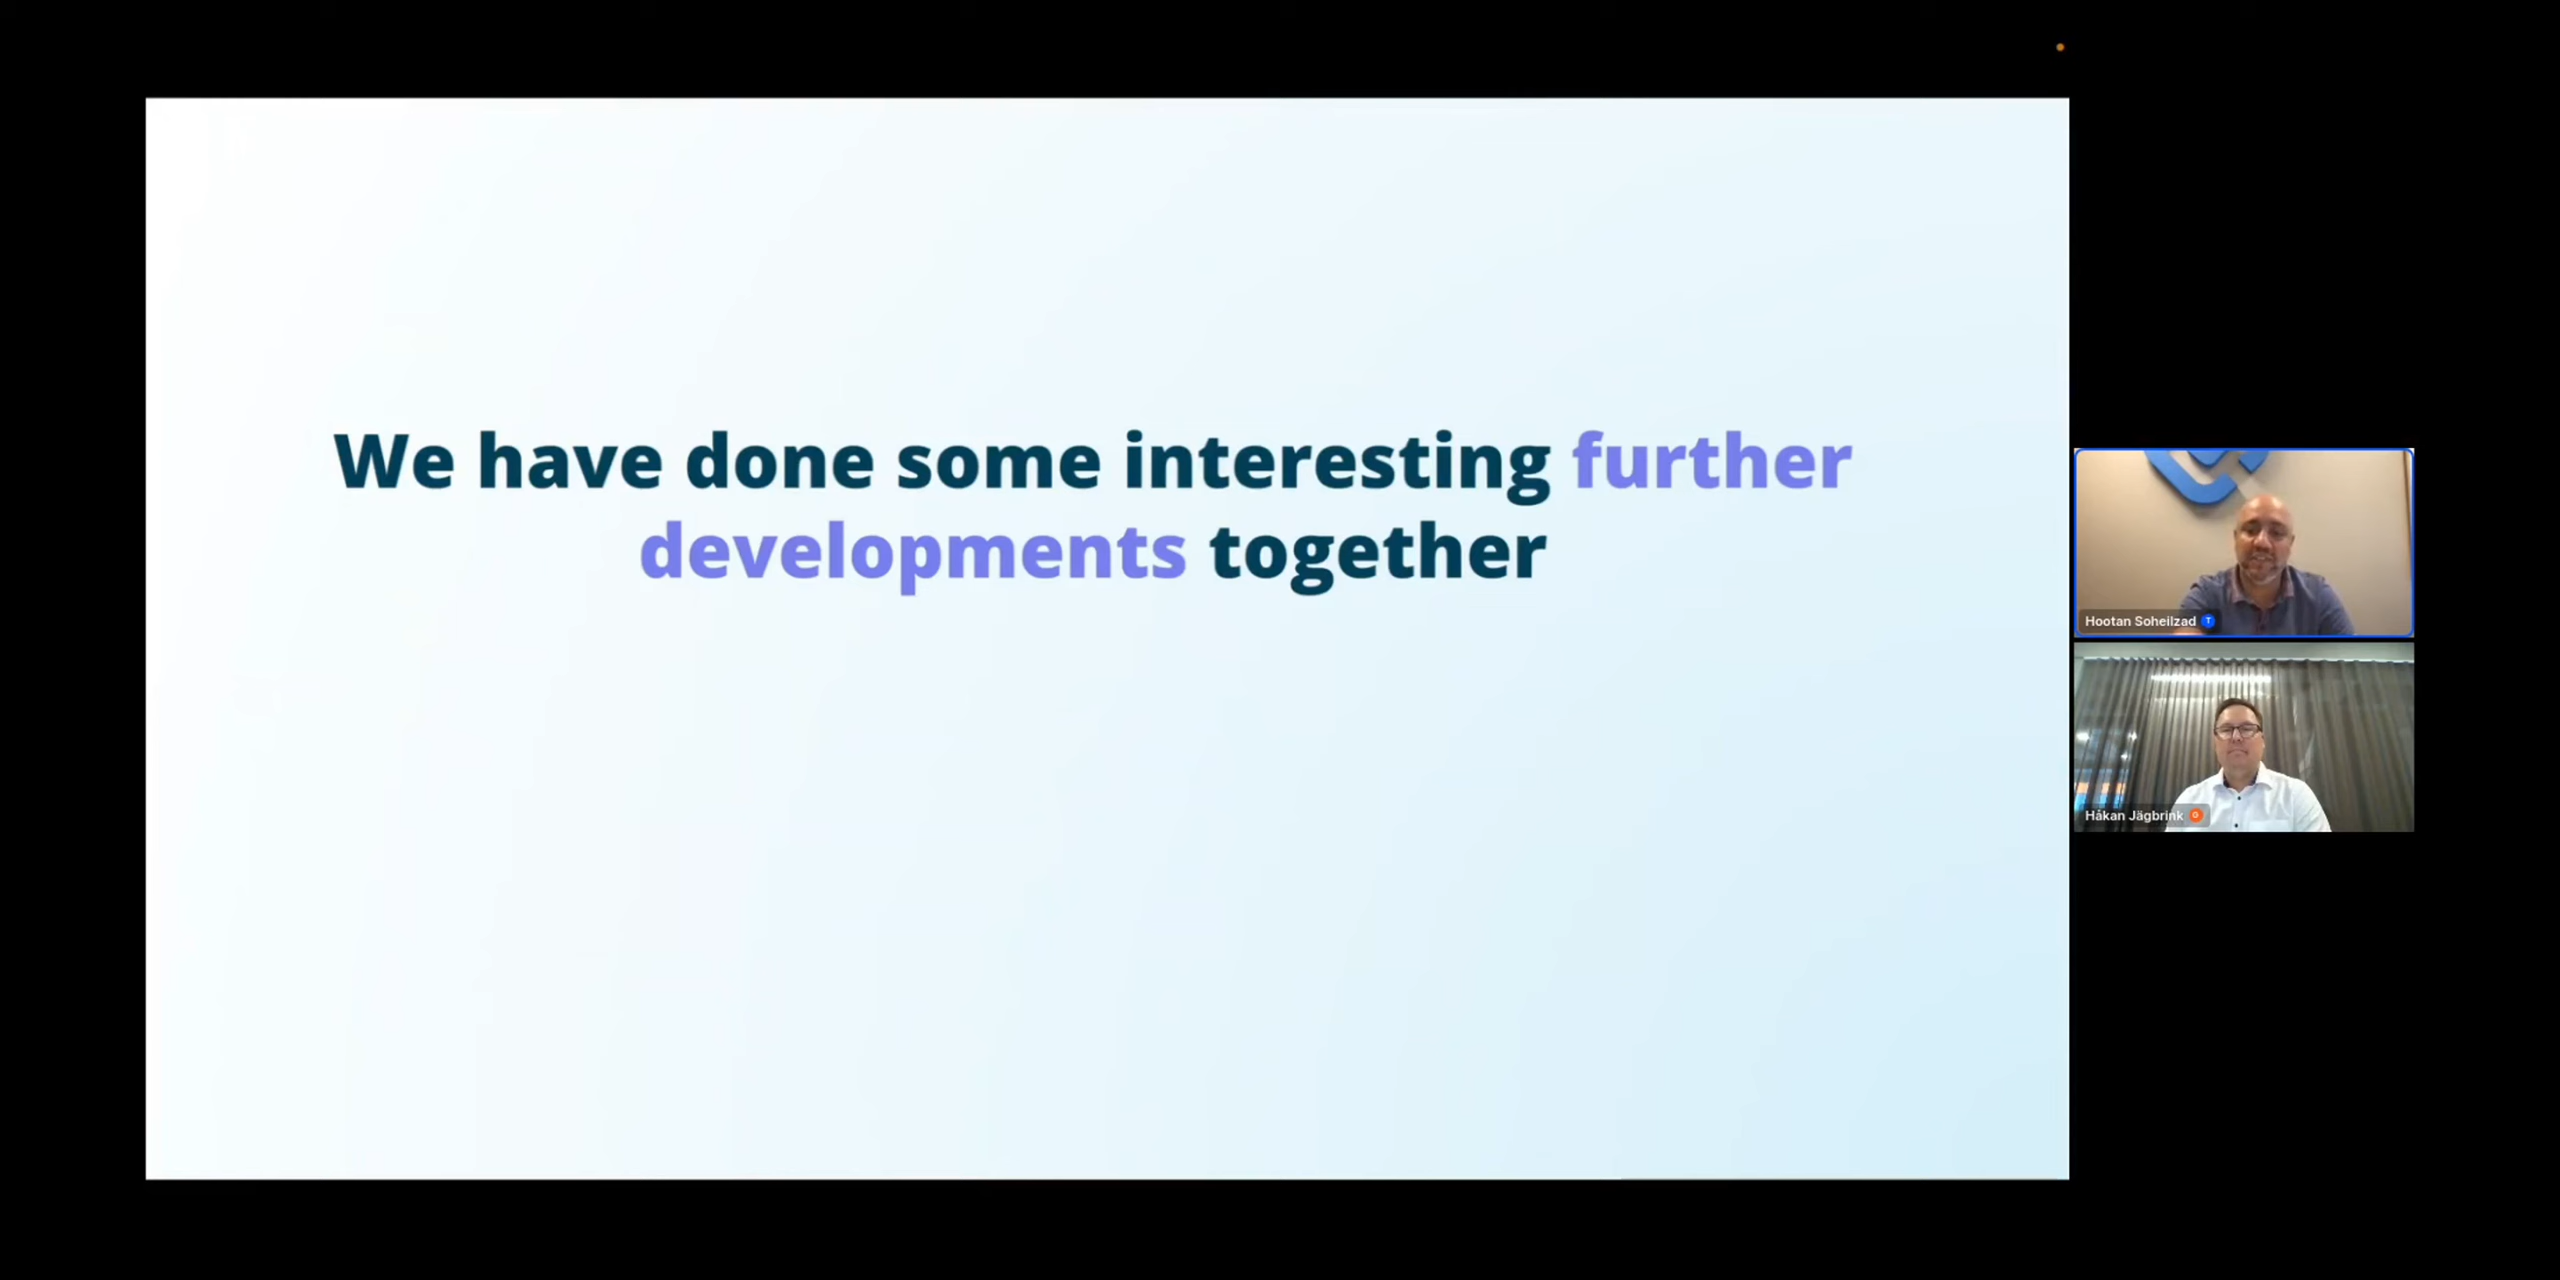 We have done some interesting further
developments together
Hootan Soheilzad T
Håkan Jägbrink